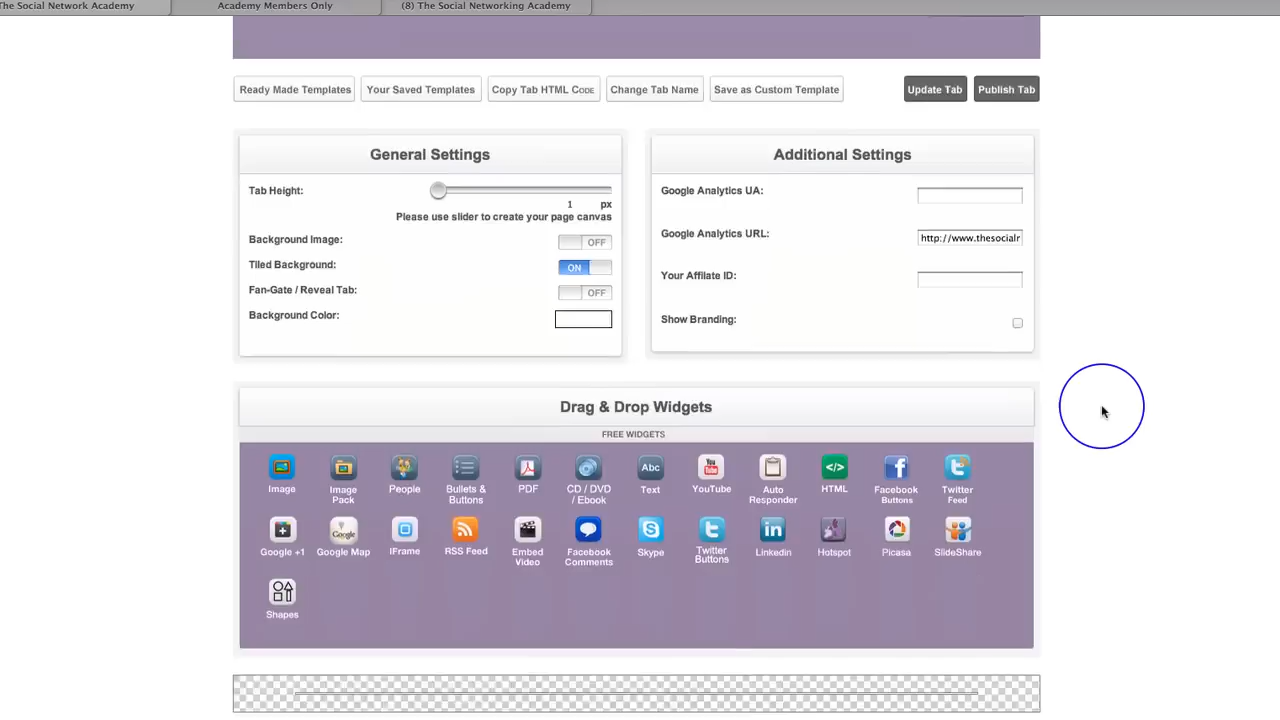 The Social Network Academy
Academy Members Only
(8) The Social Networking Academy
Ready Made Templates
Your Saved Templates
Copy Tab HTML Code
Change Tab Name
Save as Custom Template
Update Tab
Publish Tab
General Settings
Tab Height:
1 px
Please use slider to create your page canvas
Background Image:
OFF
Tiled Background:
ON
Fan-Gate / Reveal Tab:
OFF
Background Color:
Additional Settings
Google Analytics UA:
Google Analytics URL:
http://www.thesocialr
Your Affilate ID:
Show Branding:
Drag & Drop Widgets
FREE WIDGETS
Image
Image
Pack
People
Bullets &
Buttons
PDF
CD / DVD
/ Ebook
Abc
Text
You
Tube
YouTube
Auto
Responder
</>
HTML
Facebook
Buttons
Twitter
Feed
Google +1
Google
Google Map
IFrame
RSS Feed
Embed
Video
Facebook
Comments
Skype
Twitter
Buttons
in
Linkedin
Hotspot
Picasa
SlideShare
Shapes